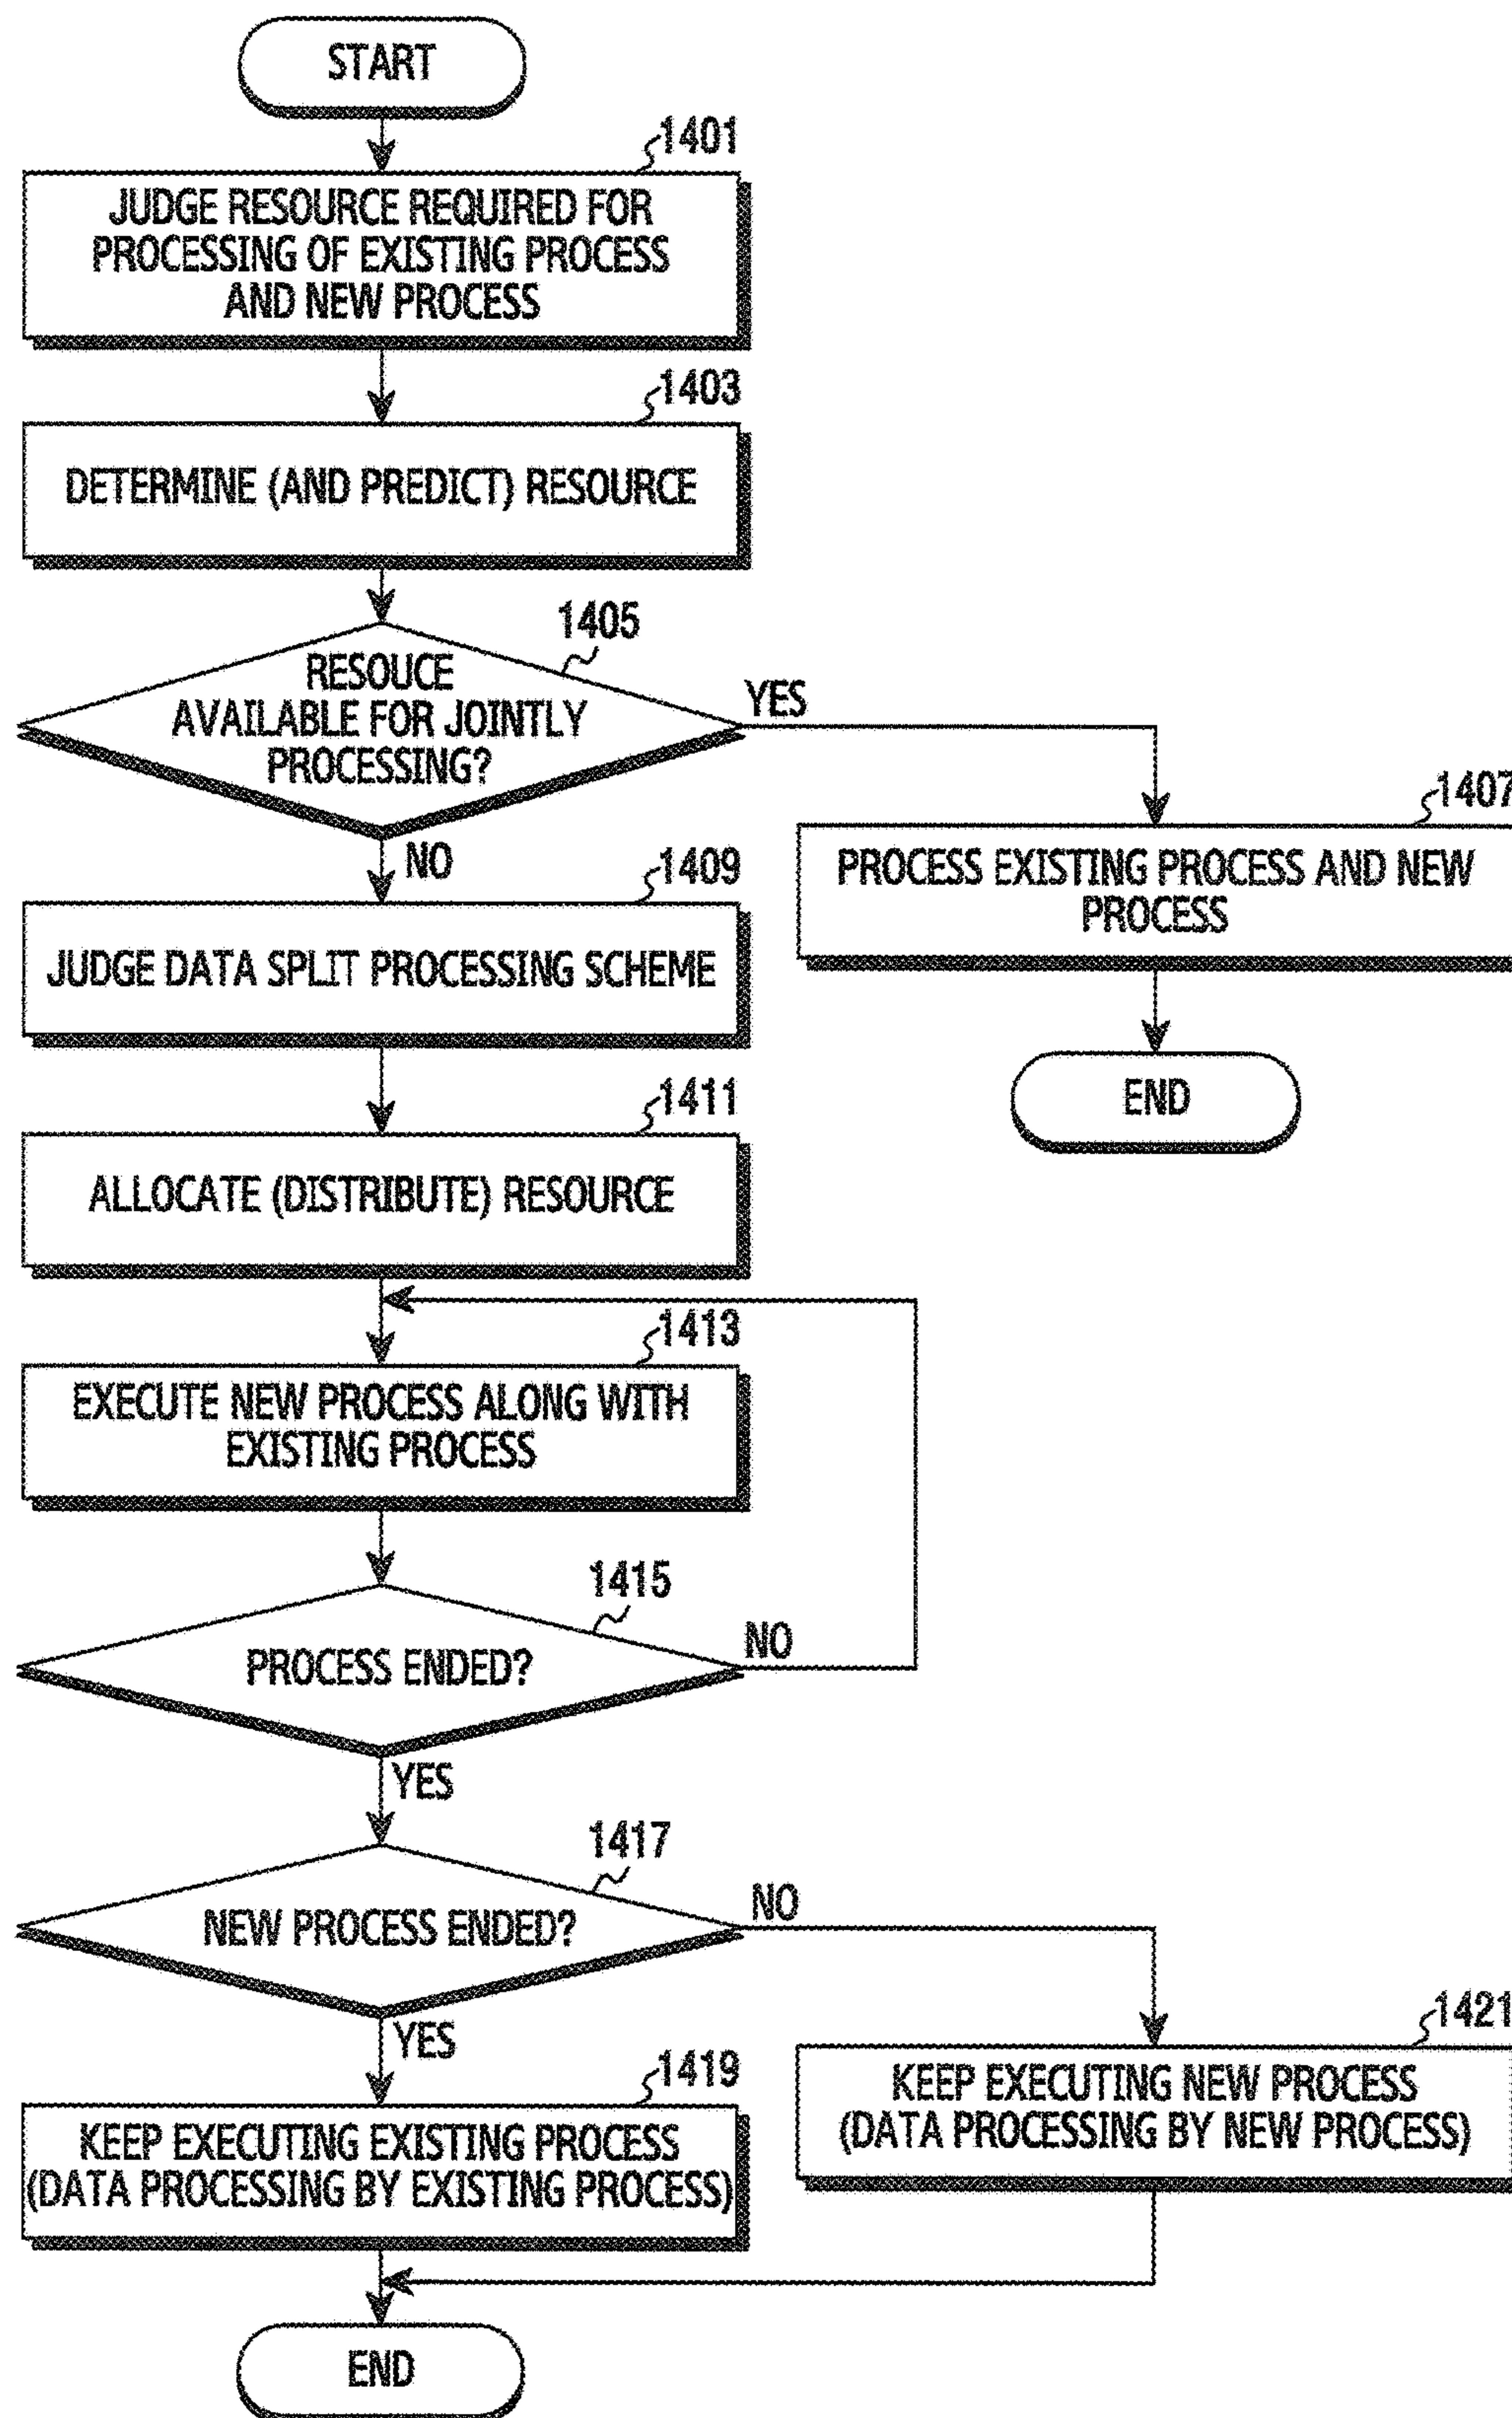 START
1401
JUDGE RESOURCE REQUIRED FOR
PROCESSING OF EXISTING PROCESS
AND NEW PROCESS
1403
DETERMINE (AND PREDICT) RESOURCE
1405
RESOUCE
AVAILABLE FOR JOINTLY
PROCESSING?
YES
1407
PROCESS EXISTING PROCESS AND NEW
PROCESS
END
NO
1409
JUDGE DATA SPLIT PROCESSING SCHEME
1411
ALLOCATE (DISTRIBUTE) RESOURCE
1413
EXECUTE NEW PROCESS ALONG WITH
EXISTING PROCESS
1415
PROCESS ENDED?
NO
YES
1417
NEW PROCESS ENDED?
NO
YES
1419
KEEP EXECUTING EXISTING PROCESS
(DATA PROCESSING BY EXISTING PROCESS)
1421
KEEP EXECUTING NEW PROCESS
(DATA PROCESSING BY NEW PROCESS)
END